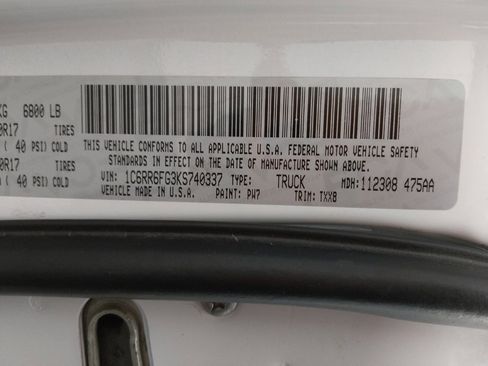 KG 6800 LB
0R17 TIRES
( 40 PSI) COLD
0R17 TIRES
( 40 PSI) COLD
THIS VEHICLE CONFORMS TO ALL APPLICABLE U.S.A. FEDERAL MOTOR VEHICLE SAFETY
STANDARDS IN EFFECT ON THE DATE OF MANUFACTURE SHOWN ABOVE.
VIN: 1C6RR6FG3KS740337 TYPE: TRUCK MDH: 112308 475AA
VEHICLE MADE IN U.S.A. PAINT: PW7 TRIM: TXX8